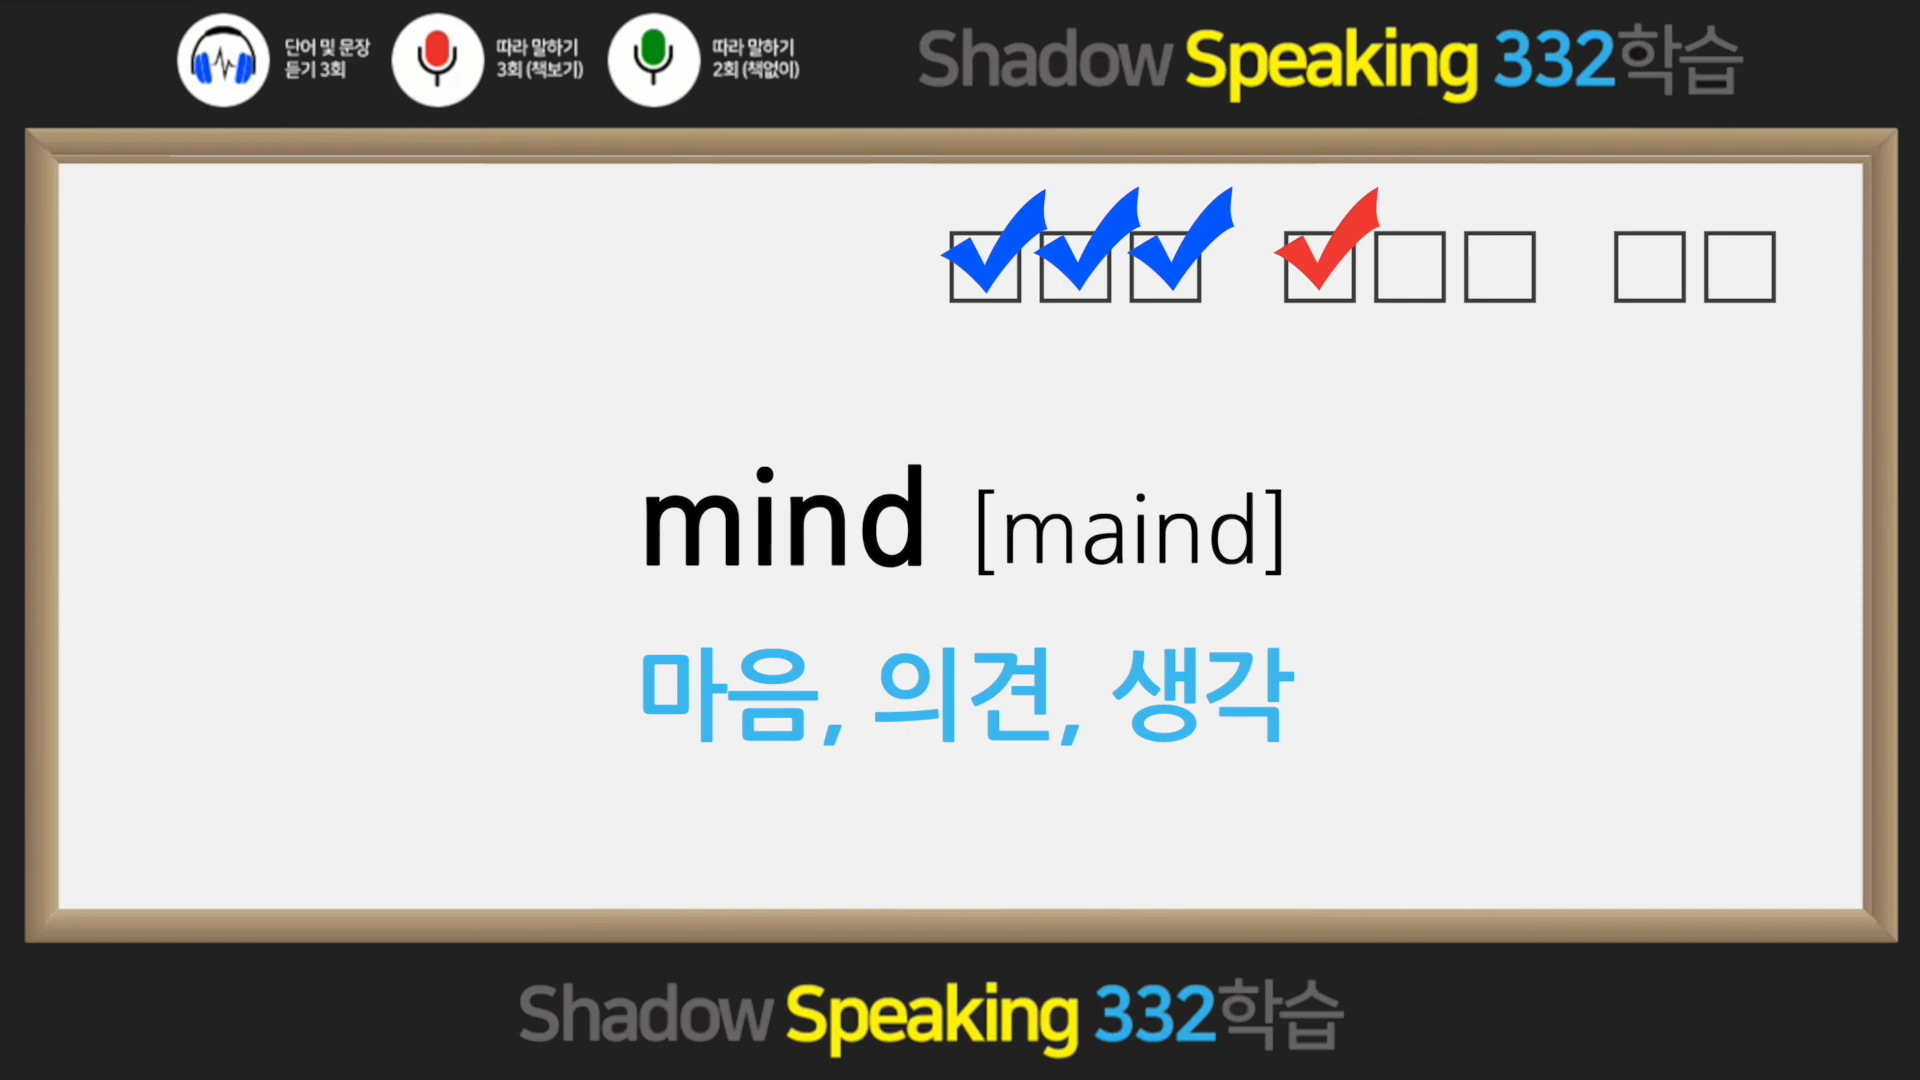 단어 및 문장
듣기 3회
따라 말하기
3회 (책보기)
따라 말하기
2회 (책없이)
Shadow Speaking 332학습
mind [maind]
마음, 의견, 생각
Shadow Speaking 332학습